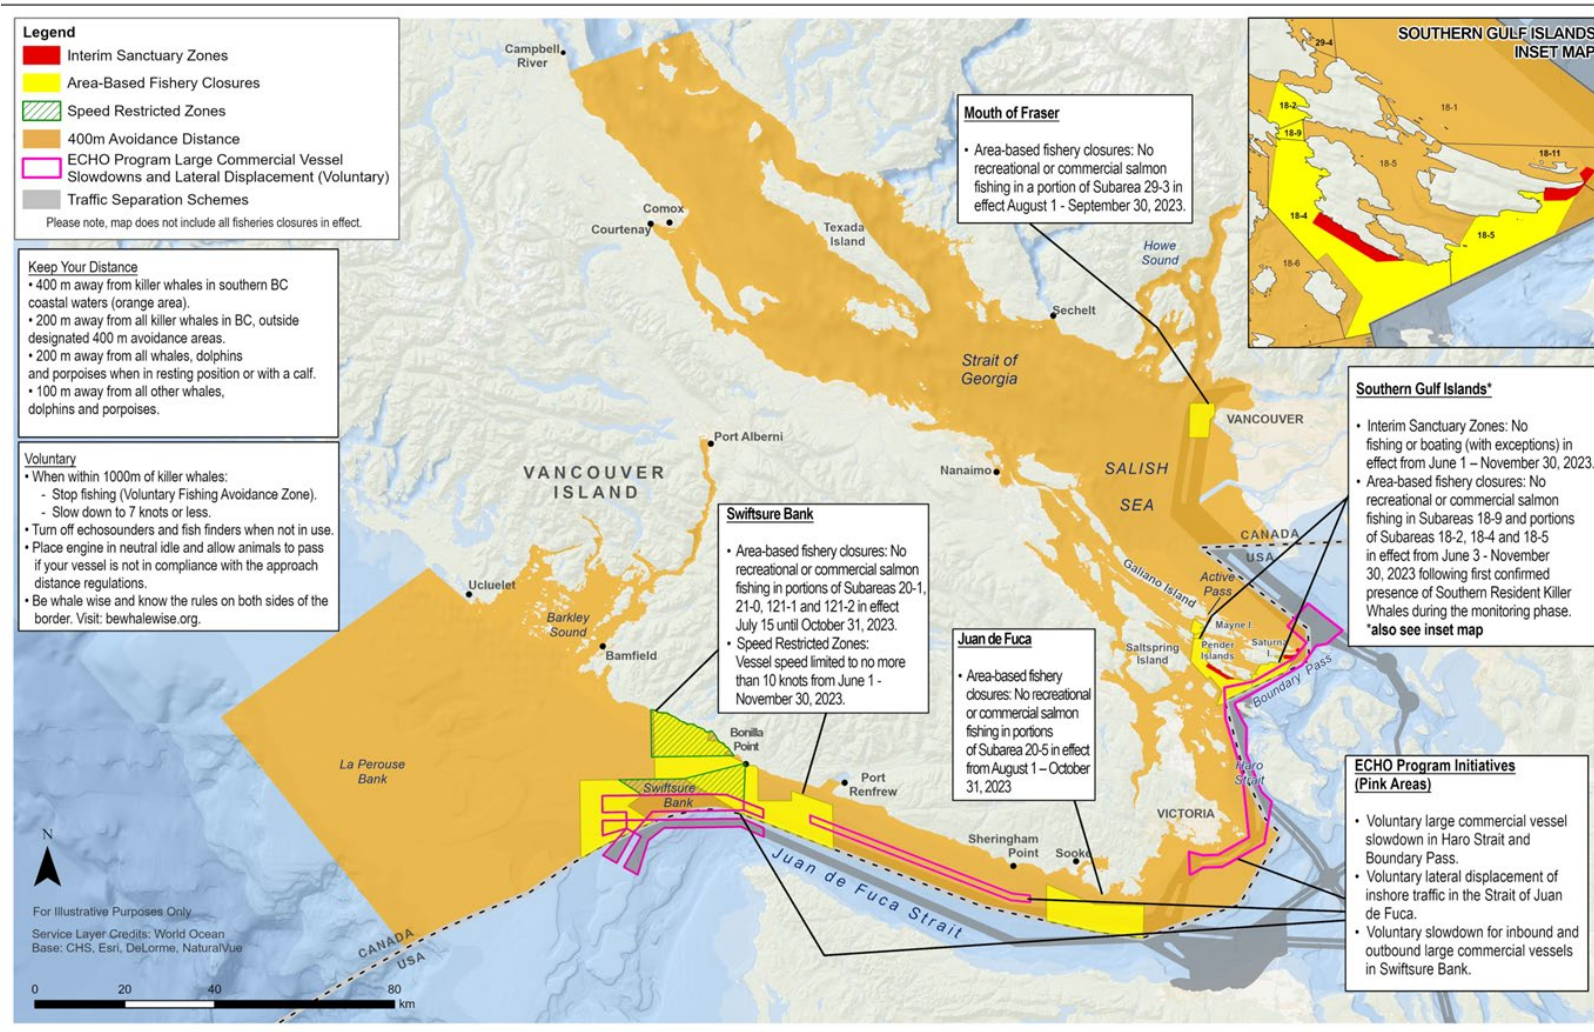 Legend
Interim Sanctuary Zones
Area-Based Fishery Closures
Speed Restricted Zones
400m Avoidance Distance
ECHO Program Large Commercial Vessel
Slowdowns and Lateral Displacement (Voluntary)
Traffic Separation Schemes
Please note, map does not include all fisheries closures in effect.
Keep Your Distance
• 400 m away from killer whales in southern BC
coastal waters (orange area).
• 200 m away from all killer whales in BC, outside
designated 400 m avoidance areas.
• 200 m away from all whales, dolphins
and porpoises when in resting position or with a calf.
• 100 m away from all other whales,
dolphins and porpoises.
Voluntary
• When within 1000m of killer whales:
- Stop fishing (Voluntary Fishing Avoidance Zone).
- Slow down to 7 knots or less.
• Turn off echosounders and fish finders when not in use.
• Place engine in neutral idle and allow animals to pass
if your vessel is not in compliance with the approach
distance regulations.
• Be whale wise and know the rules on both sides of the
border. Visit: bewhalewise.org.
Campbell
River
Comox
Courtenay
Texada
Island
Howe
Sound
Sechelt
Strait of
Georgia
Mouth of Fraser
• Area-based fishery closures: No
recreational or commercial salmon
fishing in a portion of Subarea 29-3 in
effect August 1 - September 30, 2023.
SOUTHERN GULF ISLANDS
INSET MAP
29-4
18-1
18-2
18-9
18-11
18-5
18-4
18-5
18-6
Southern Gulf Islands*
• Interim Sanctuary Zones: No
fishing or boating (with exceptions) in
effect from June 1 – November 30, 2023.
• Area-based fishery closures: No
recreational or commercial salmon
fishing in Subareas 18-9 and portions
of Subareas 18-2, 18-4 and 18-5
in effect from June 3 - November
30, 2023 following first confirmed
presence of Southern Resident Killer
Whales during the monitoring phase.
*also see inset map
VANCOUVER
Port Alberni
Nanaimo
VANCOUVER
ISLAND
SALISH
SEA
CANADA
USA
Swiftsure Bank
• Area-based fishery closures: No
recreational or commercial salmon
fishing in portions of Subareas 20-1,
21-0, 121-1 and 121-2 in effect
July 15 until October 31, 2023.
• Speed Restricted Zones:
Vessel speed limited to no more
than 10 knots from June 1 -
November 30, 2023.
Ucluelet
Barkley
Sound
Bamfield
Galiano Island
Active
Pass
Mayne I.
Saturna
I.
Pender
Islands
Saltspring
Island
Boundary Pass
Juan de Fuca
• Area-based fishery
closures: No recreational
or commercial salmon
fishing in portions
of Subarea 20-5 in effect
from August 1 – October
31, 2023
La Perouse
Bank
Bonilla
Point
Swiftsure
Bank
Port
Renfrew
Haro
Strait
VICTORIA
Sheringham
Point
Sooke
Juan de Fuca Strait
ECHO Program Initiatives
(Pink Areas)
• Voluntary large commercial vessel
slowdown in Haro Strait and
Boundary Pass.
• Voluntary lateral displacement of
inshore traffic in the Strait of Juan
de Fuca.
• Voluntary slowdown for inbound and
outbound large commercial vessels
in Swiftsure Bank.
N
For Illustrative Purposes Only
Service Layer Credits: World Ocean
Base: CHS, Esri, DeLorme, NaturalVue
CANADA
USA
0 20 40 80
km